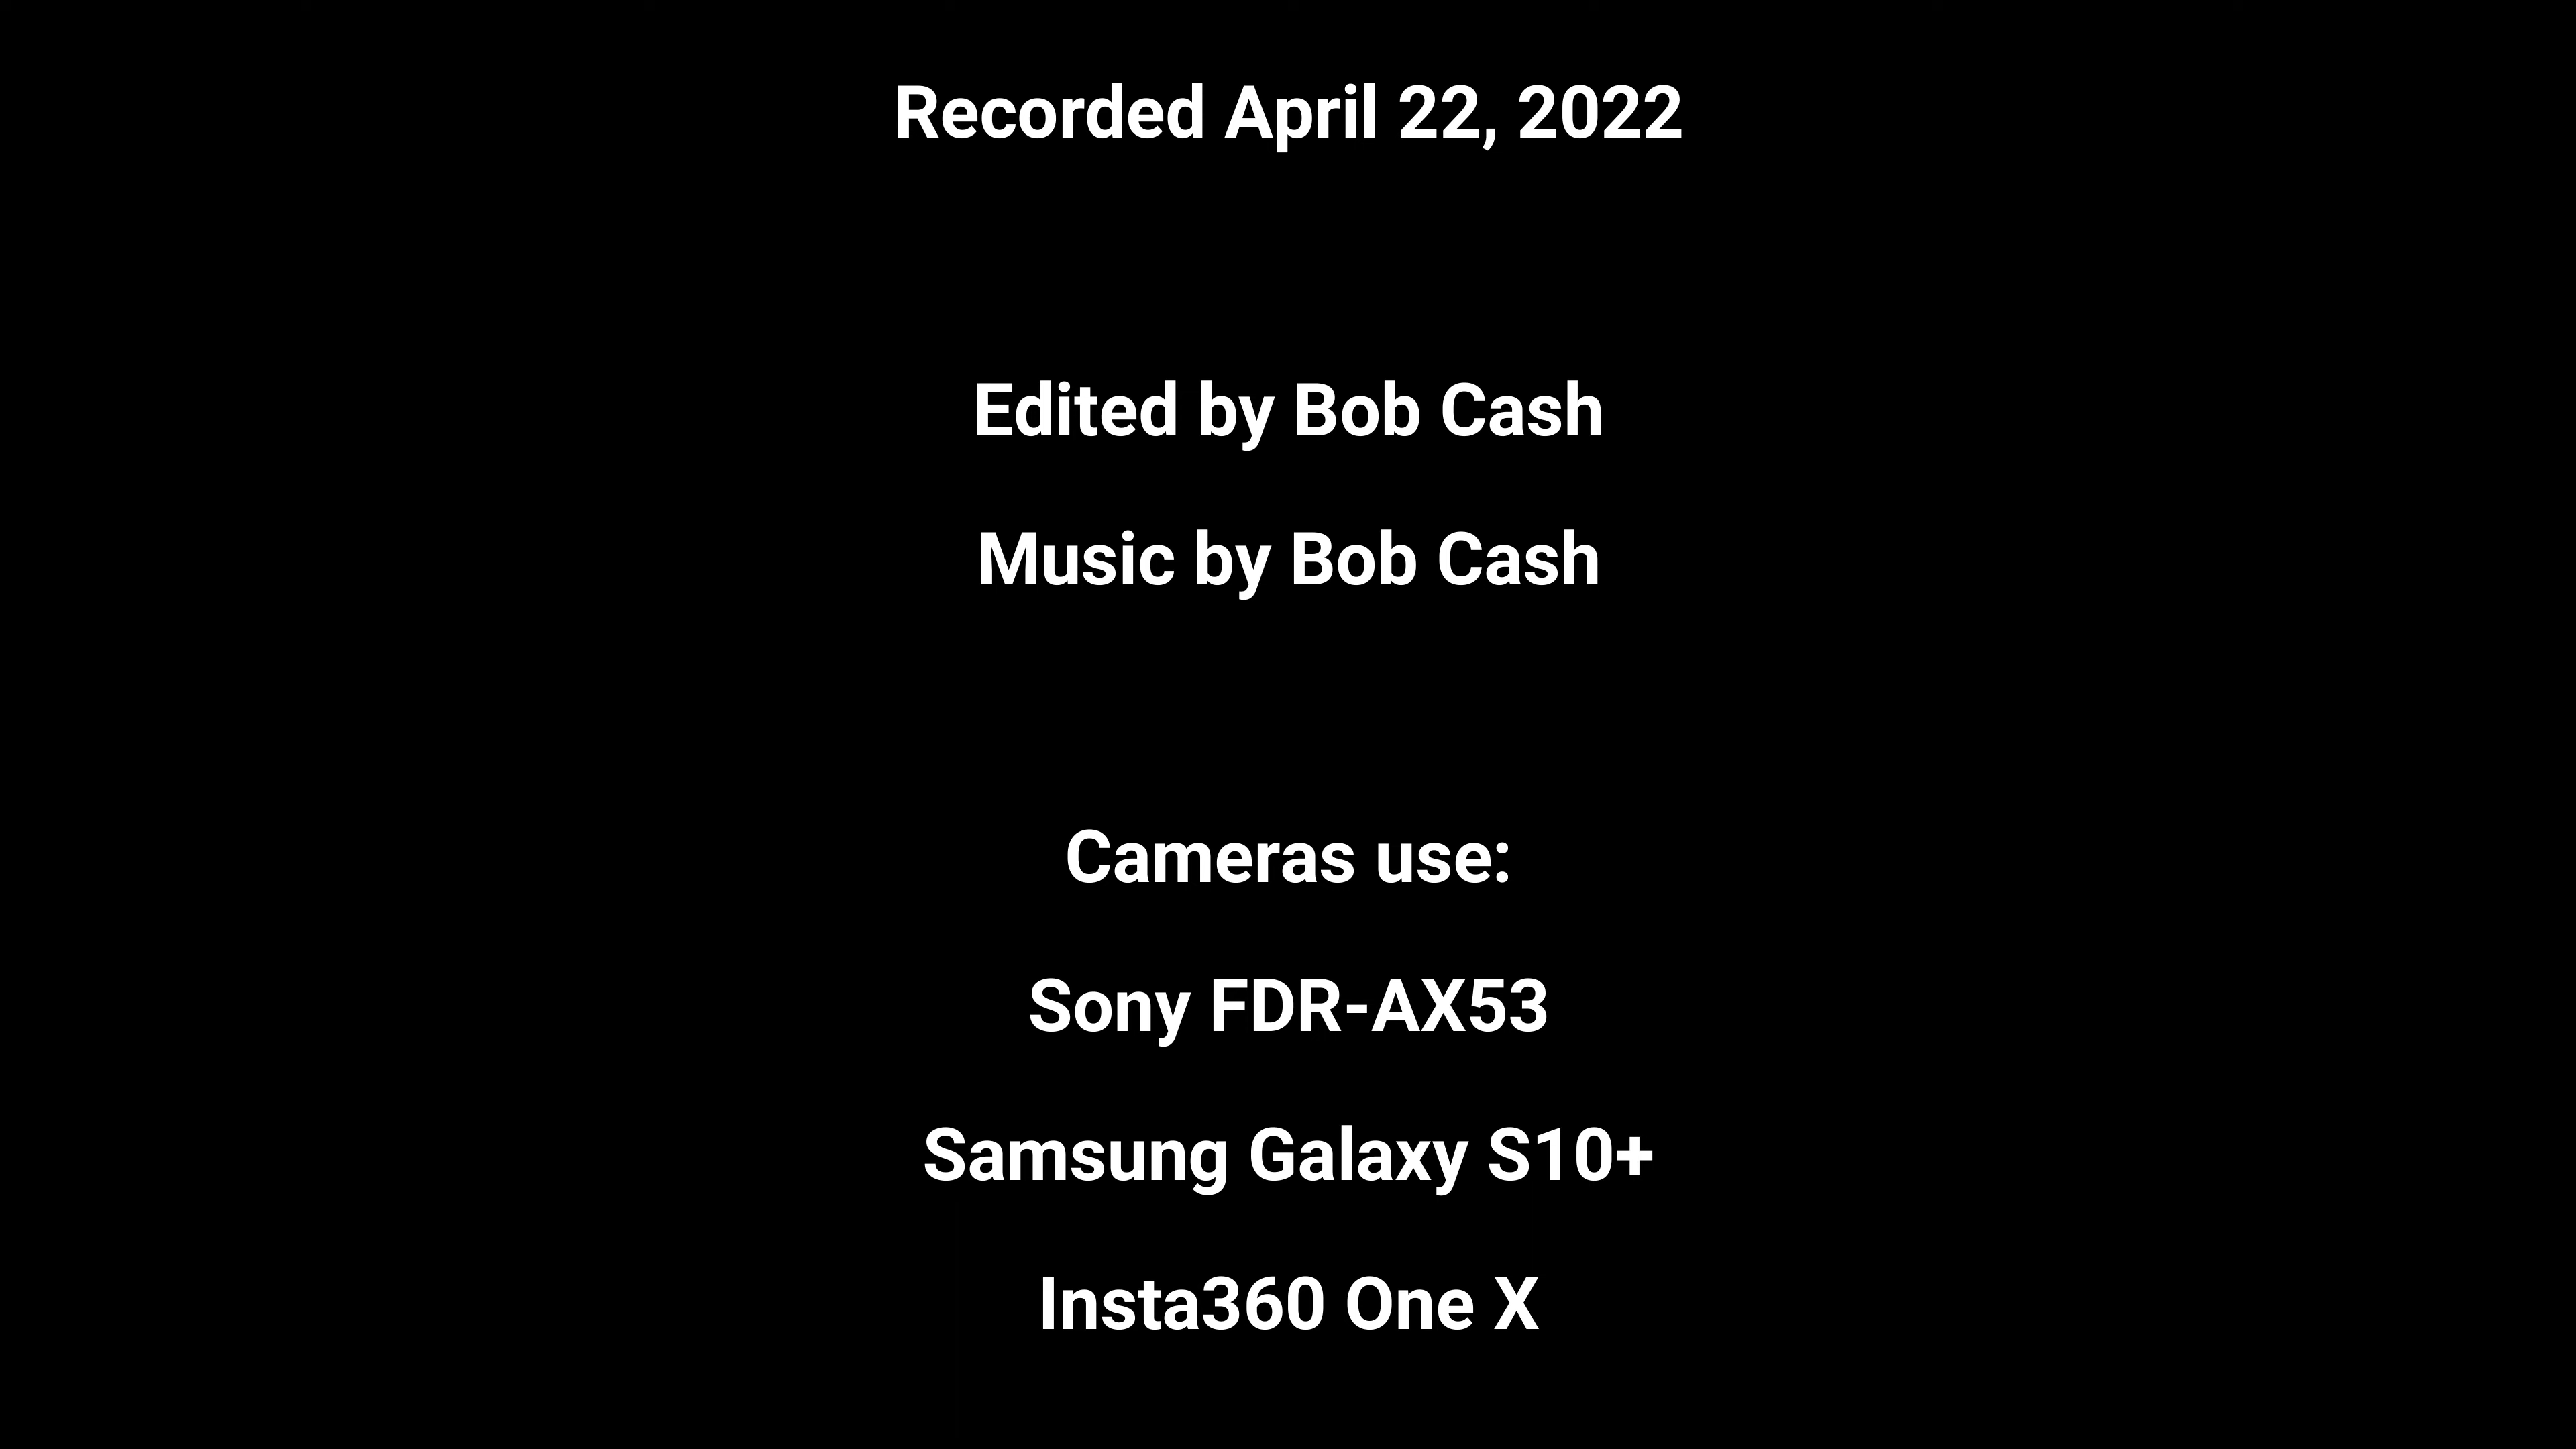 Recorded April 22, 2022
Edited by Bob Cash
Music by Bob Cash
Cameras use:
Sony FDR-AX53
Samsung Galaxy S10+
Insta360 One X